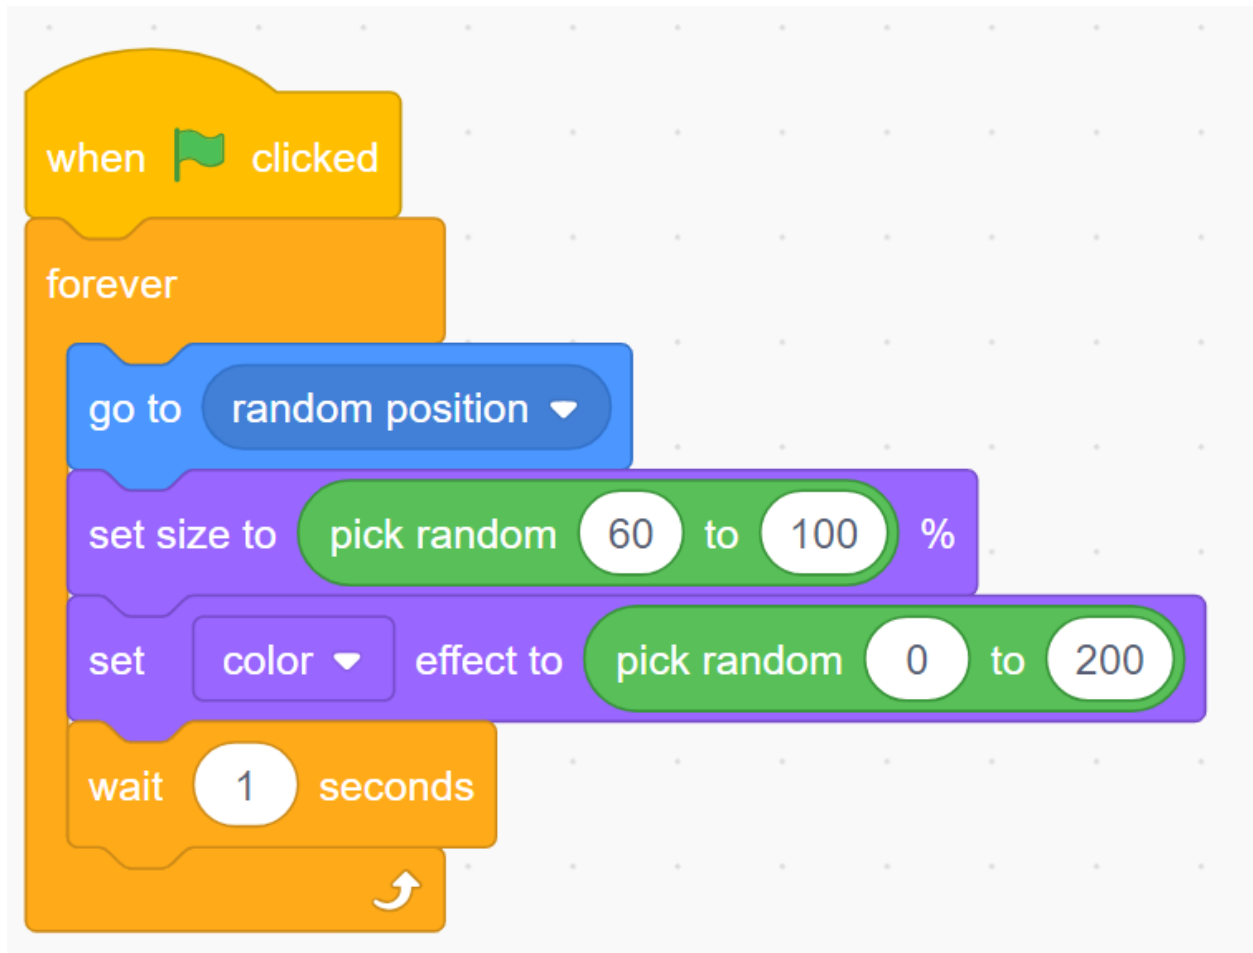 when clicked
forever
go to random position
set size to pick random 60 to 100 %
set color effect to pick random 0 to 200
wait 1 seconds